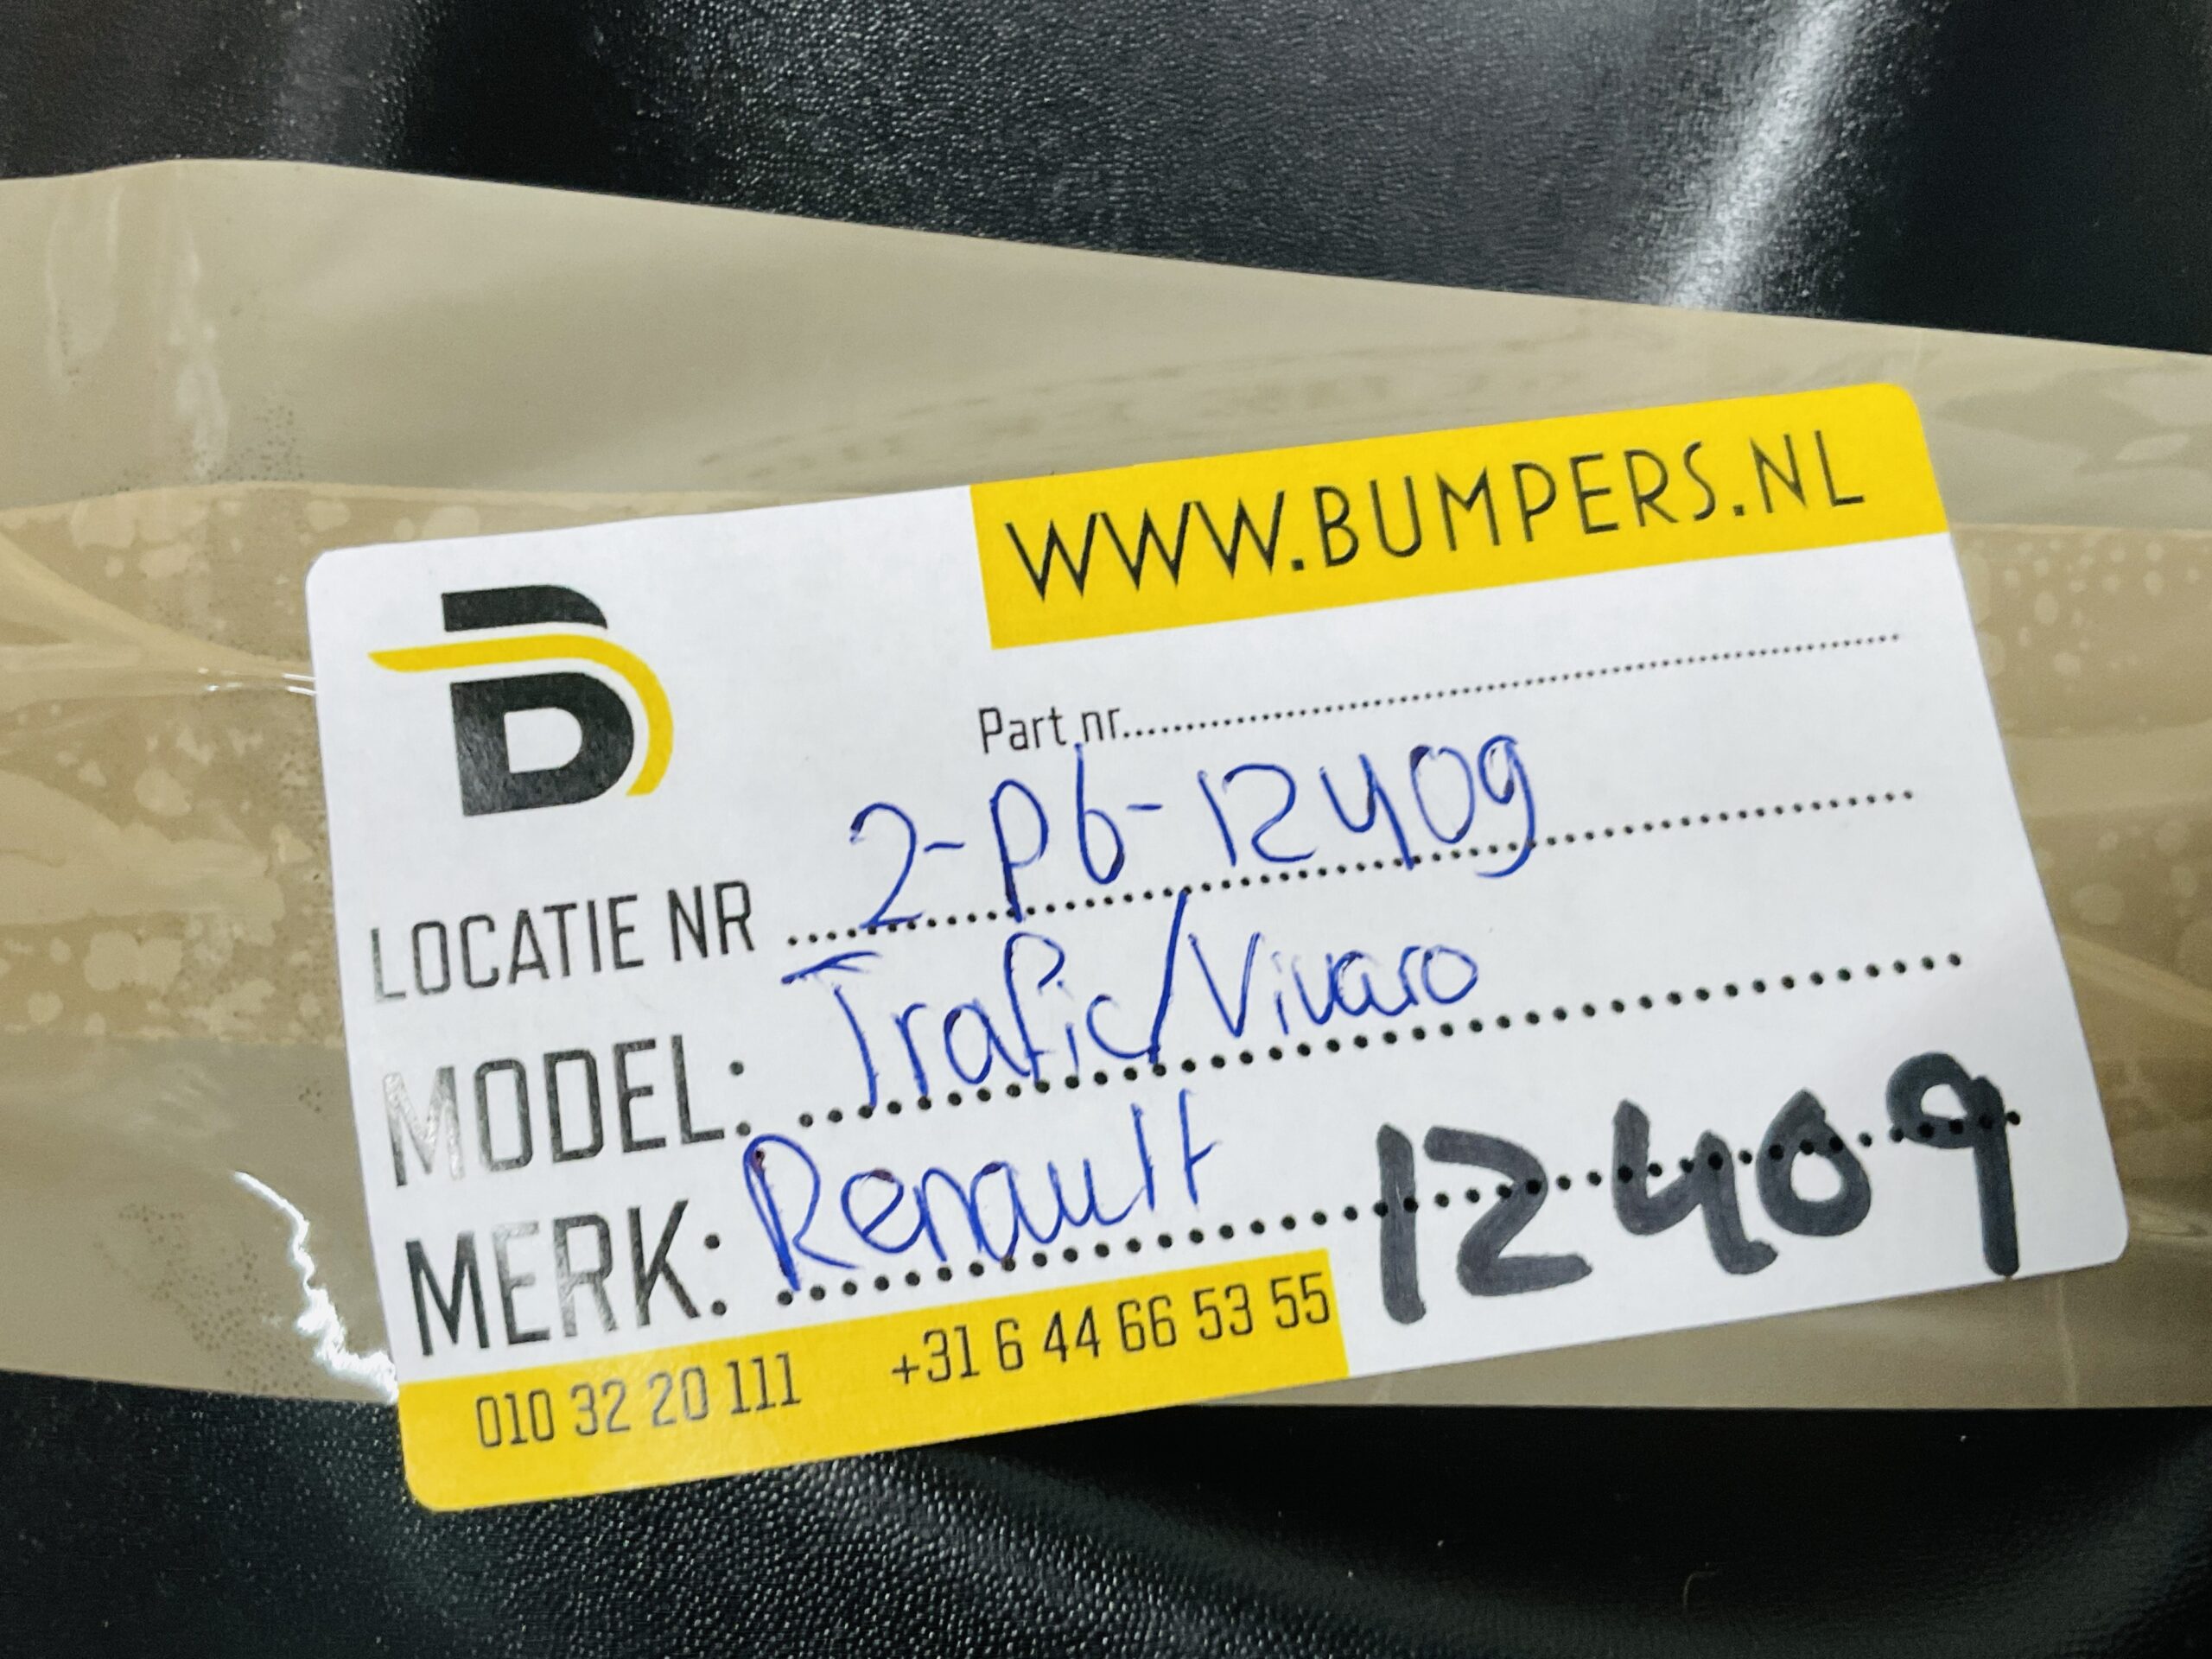 WWW.BUMPERS.NL
B
Part nr.....................................................................
LOCATIE NR 2-P6-12409
MODEL: Trafic/Vivaro
MERK: Renault 12409
010 32 20 111 +31 6 44 66 53 55